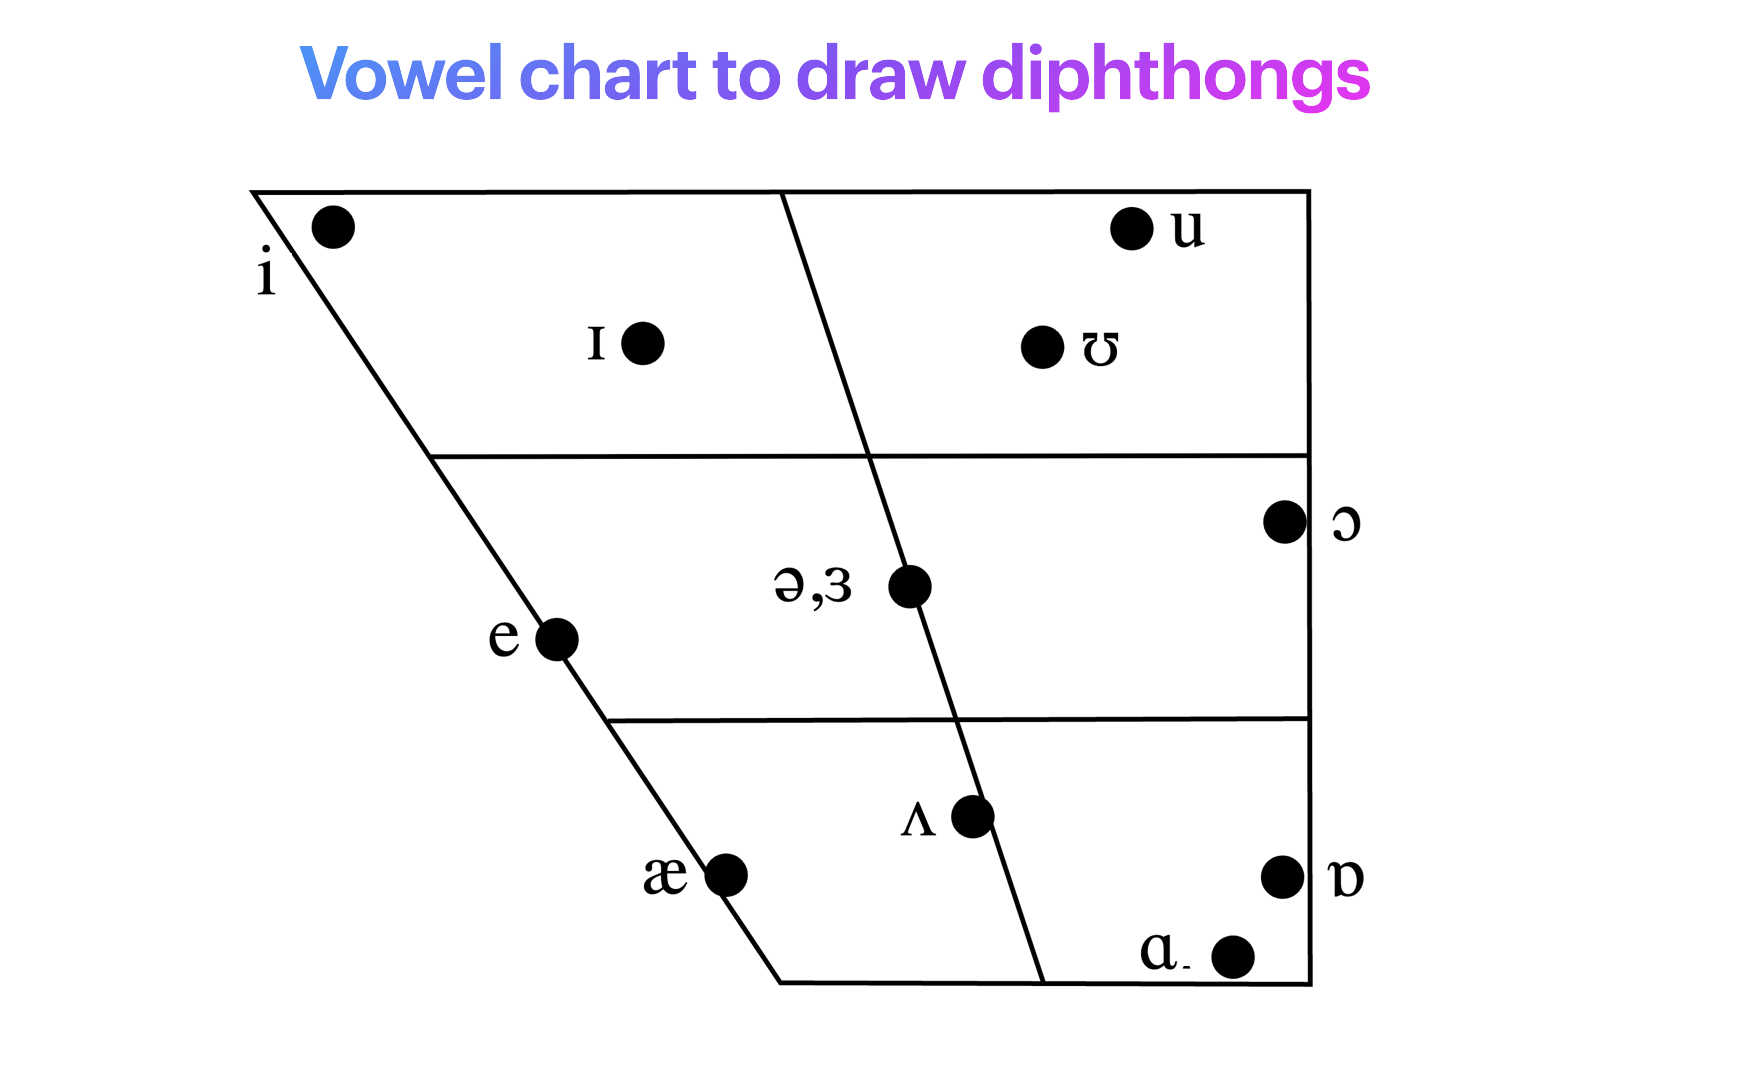 Vowel chart to draw diphthongs
i
u
ɪ
ʊ
ɔ
ə,ɜ
e
ʌ
æ
ɒ
ɑ